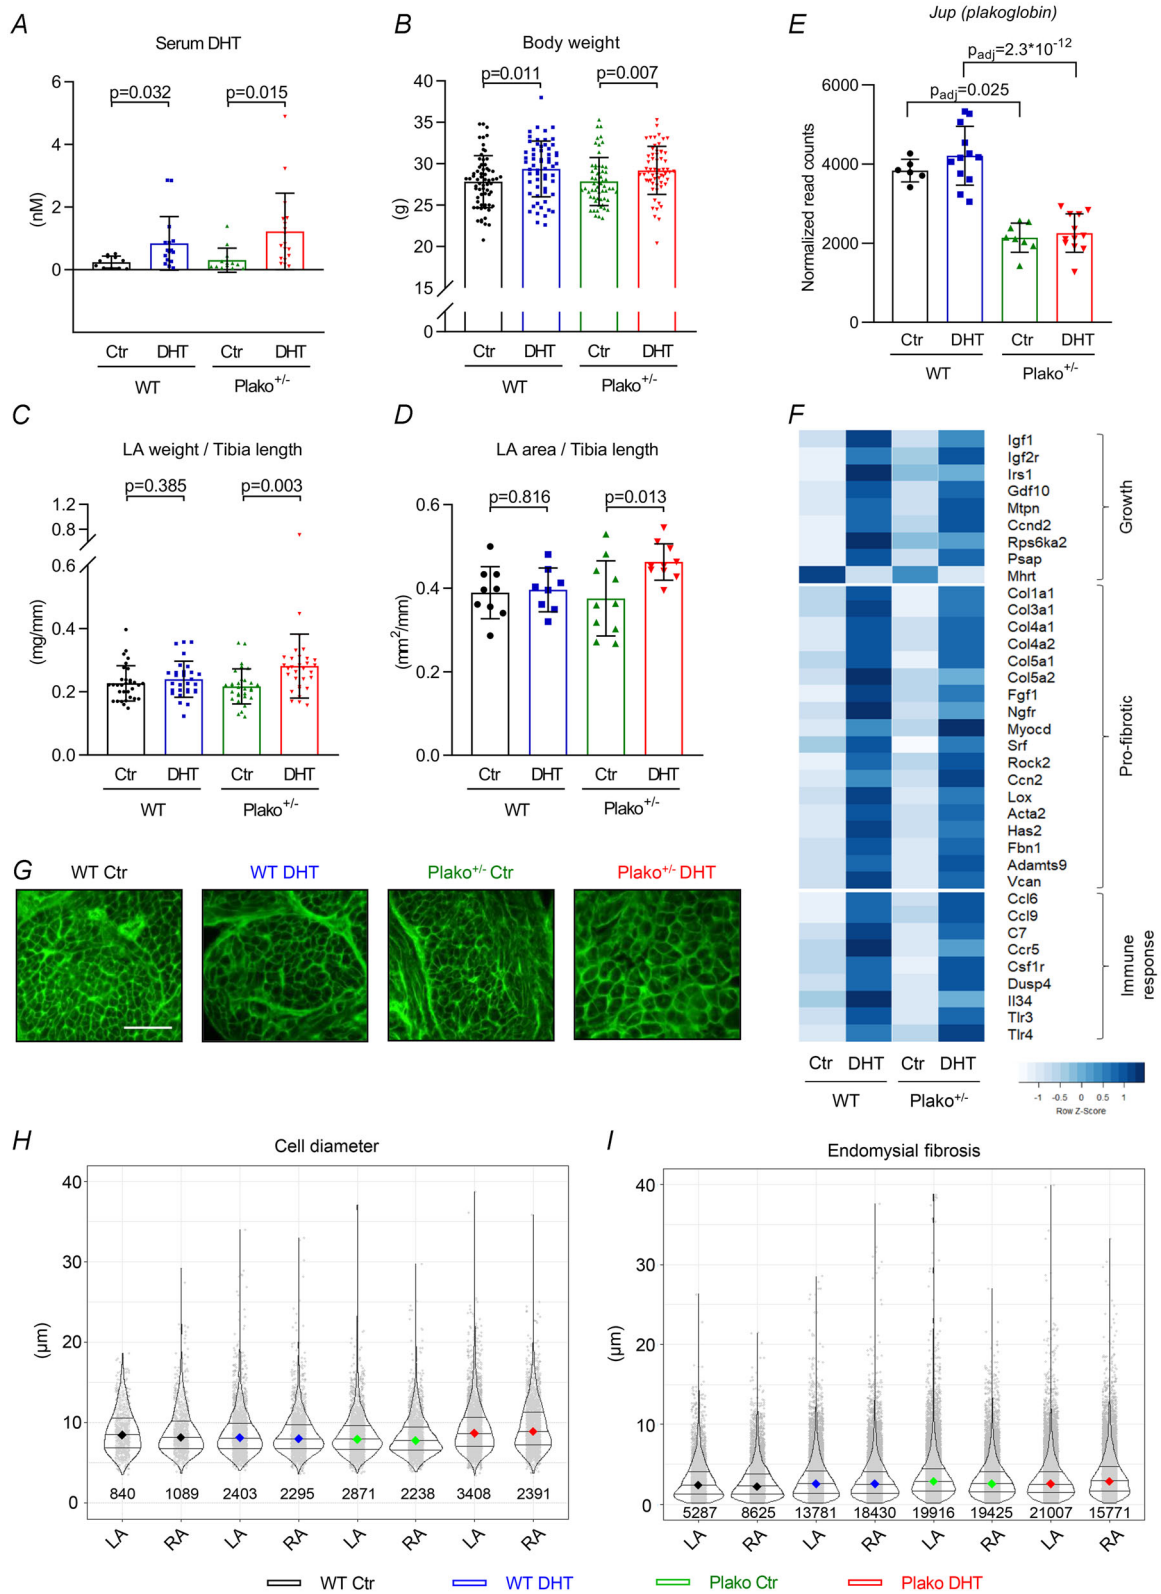 A
Serum DHT
p=0.032
p=0.015
6
4
2
0
(nM)
Ctr DHT Ctr DHT
WT Plako+/-
B
Body weight
p=0.011
p=0.007
40
35
30
25
20
15
0
(g)
Ctr DHT Ctr DHT
WT Plako+/-
E
Jup (plakoglobin)
padj=2.3*10-12
padj=0.025
6000
4000
2000
0
Normalized read counts
Ctr DHT Ctr DHT
WT Plako+/-
C
LA weight / Tibia length
p=0.385
p=0.003
1.2
0.8
0.6
0.4
0.2
0.0
(mg/mm)
Ctr DHT Ctr DHT
WT Plako+/-
D
LA area / Tibia length
p=0.816
p=0.013
0.6
0.4
0.2
0.0
(mm2/mm)
Ctr DHT Ctr DHT
WT Plako+/-
F
Igf1
Igf2r
Irs1
Gdf10
Mtpn
Ccnd2
Rps6ka2
Psap
Mhrt
Growth
Col1a1
Col3a1
Col4a1
Col4a2
Col5a1
Col5a2
Fgf1
Ngfr
Myocd
Srf
Rock2
Ccn2
Lox
Acta2
Has2
Fbn1
Adamts9
Vcan
Pro-fibrotic
Ccl6
Ccl9
C7
Ccr5
Csf1r
Dusp4
Il34
Tlr3
Tlr4
Immune
response
Ctr DHT Ctr DHT
WT Plako+/-
-1 -0.5 0 0.5 1
Row Z-Score
G
WT Ctr WT DHT Plako+/- Ctr Plako+/- DHT
H
Cell diameter
40
30
20
10
0
(μm)
840 1089 2403 2295 2871 2238 3408 2391
LA RA LA RA LA RA LA RA
I
Endomysial fibrosis
40
30
20
10
0
(μm)
5287 8625 13781 18430 19916 19425 21007 15771
LA RA LA RA LA RA LA RA
WT Ctr WT DHT Plako Ctr Plako DHT